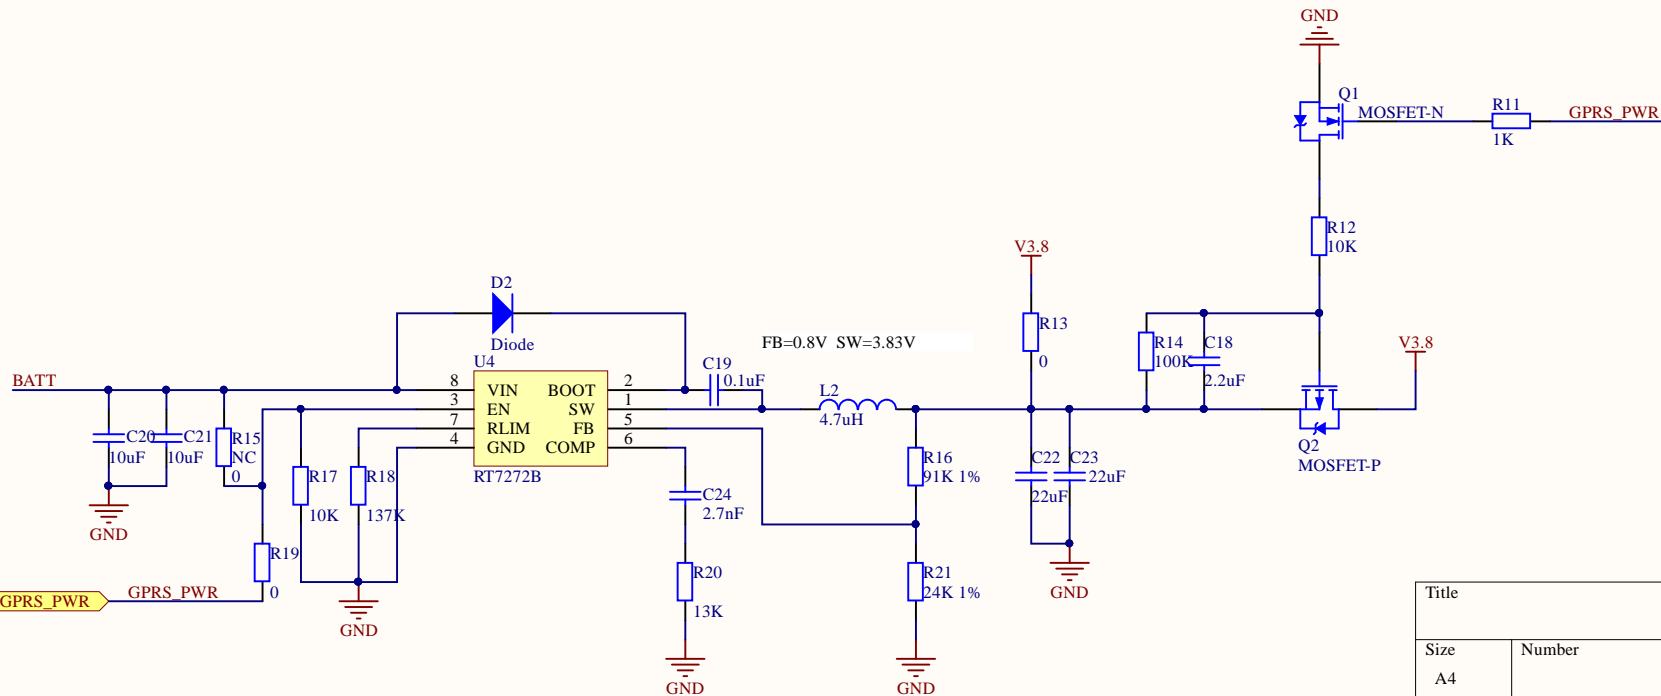 GND
Q1
MOSFET-N
R11
1K
GPRS_PWR
R12
10K
V3.8
R13
0
D2
Diode
U4
FB=0.8V  SW=3.83V
BATT
8
3
7
4
VIN
EN
RLIM
GND
BOOT
SW
FB
COMP
2
1
5
6
RT7272B
C19
0.1uF
L2
4.7uH
R14
100K
C18
2.2uF
V3.8
Q2
MOSFET-P
C20
10uF
C21
10uF
R15
NC
0
R17
10K
R18
137K
C24
2.7nF
R16
91K 1%
C22
22uF
C23
22uF
GND
R19
0
GPRS_PWR
GPRS_PWR
GND
R20
13K
GND
R21
24K 1%
GND
GND
Title
Size
Number
A4